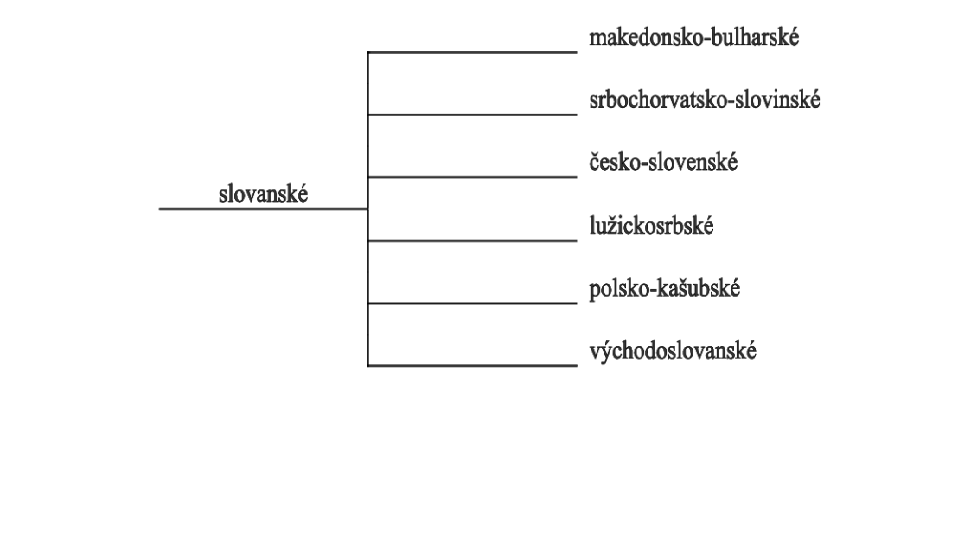 makedonsko-bulharské
srbochorvatsko-slovinské
česko-slovenské
slovanské
lužickosrbské
polsko-kašubské
východoslovanské